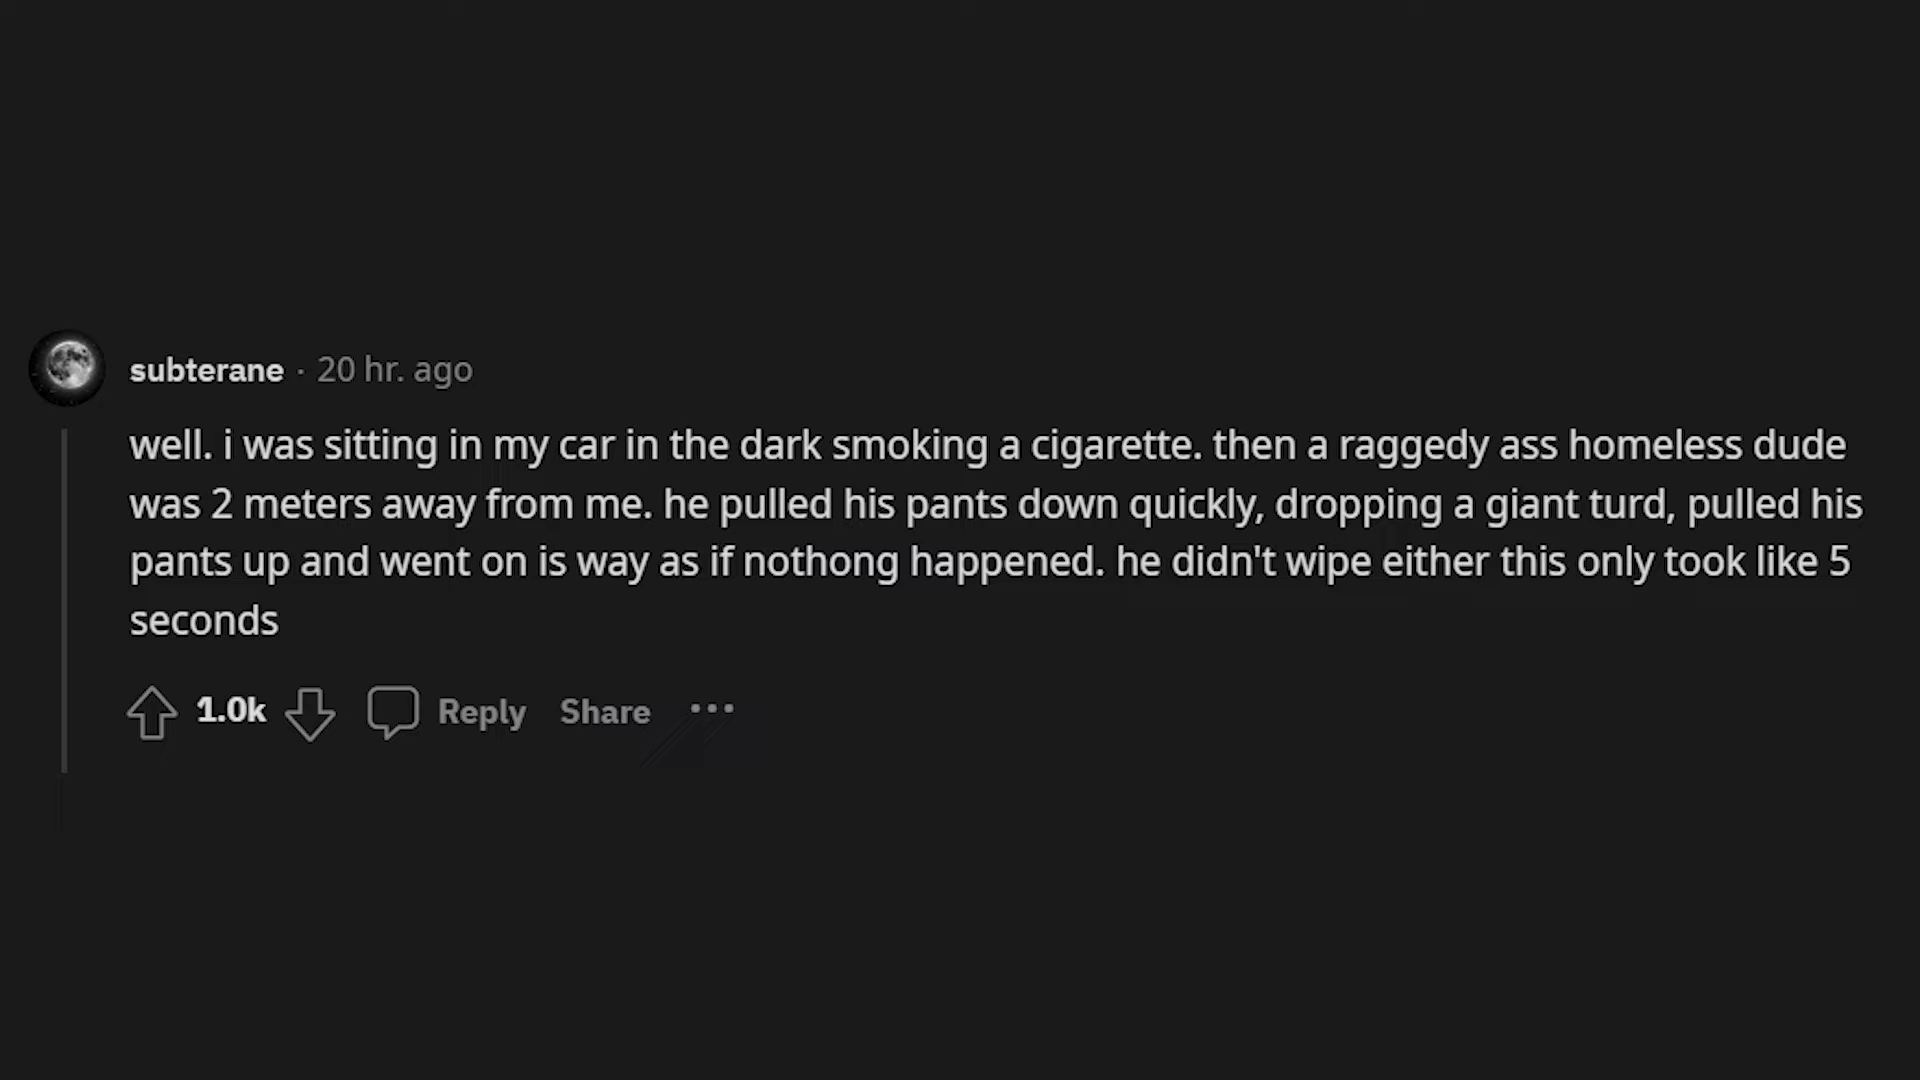 subterane · 20 hr. ago
well. i was sitting in my car in the dark smoking a cigarette. then a raggedy ass homeless dude
was 2 meters away from me. he pulled his pants down quickly, dropping a giant turd, pulled his
pants up and went on is way as if nothong happened. he didn't wipe either this only took like 5
seconds
1.0k Reply Share ...